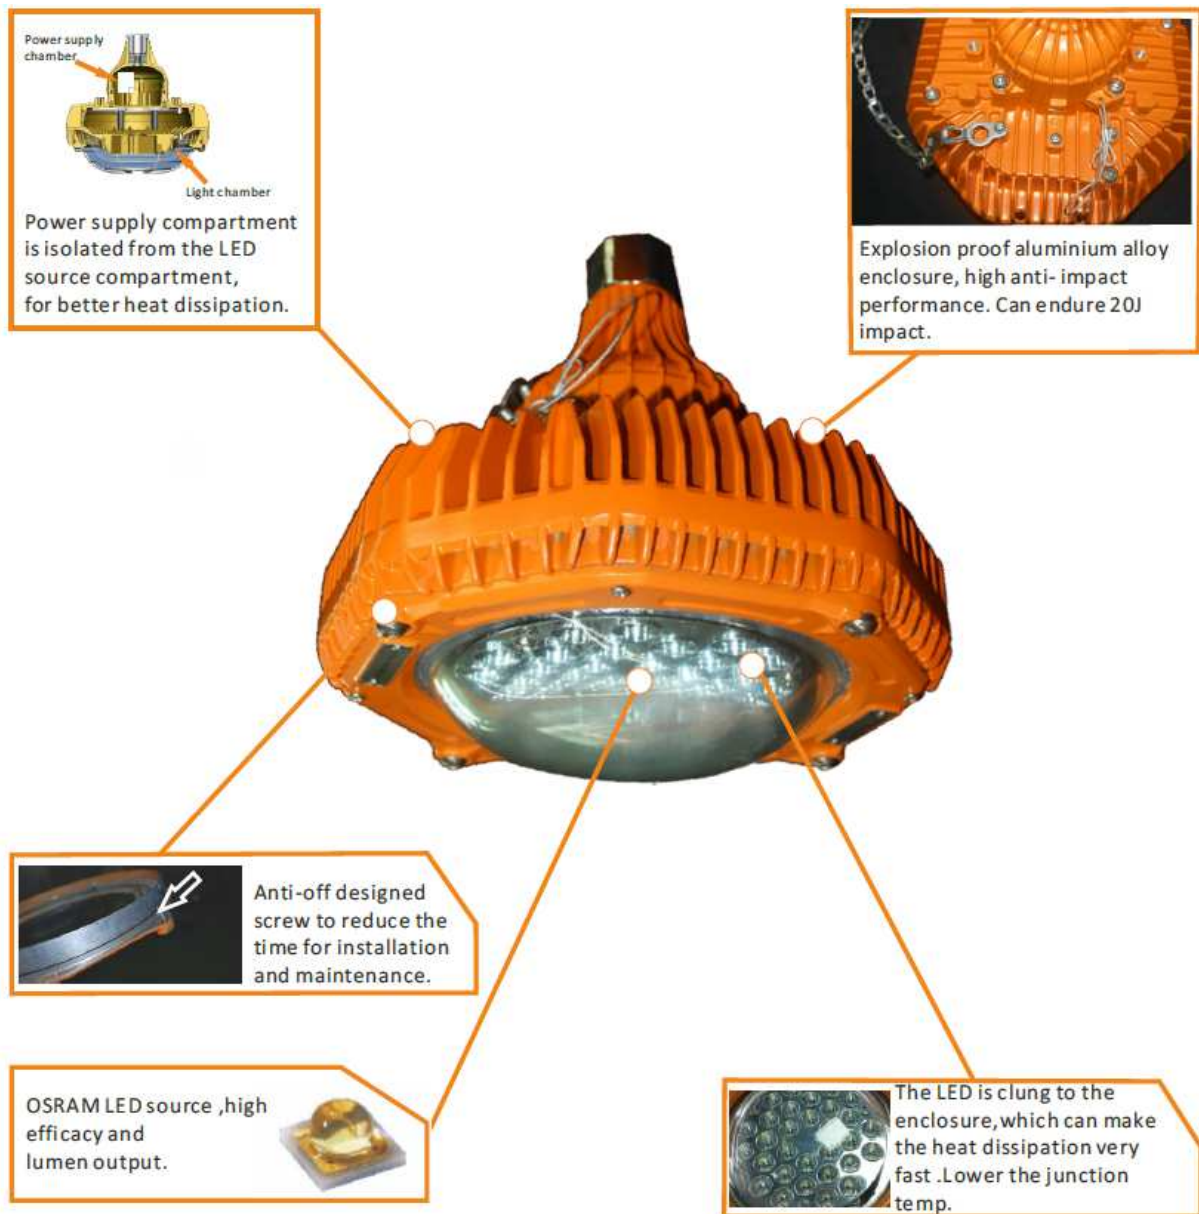 Power supply
chamber
Light chamber
Power supply compartment
is isolated from the LED
source compartment,
for better heat dissipation.
Explosion proof aluminium alloy
enclosure, high anti- impact
performance. Can endure 20J
impact.
Anti-off designed
screw to reduce the
time for installation
and maintenance.
OSRAM LED source ,high
efficacy and
lumen output.
The LED is clung to the
enclosure,which can make
the heat dissipation very
fast .Lower the junction
temp.